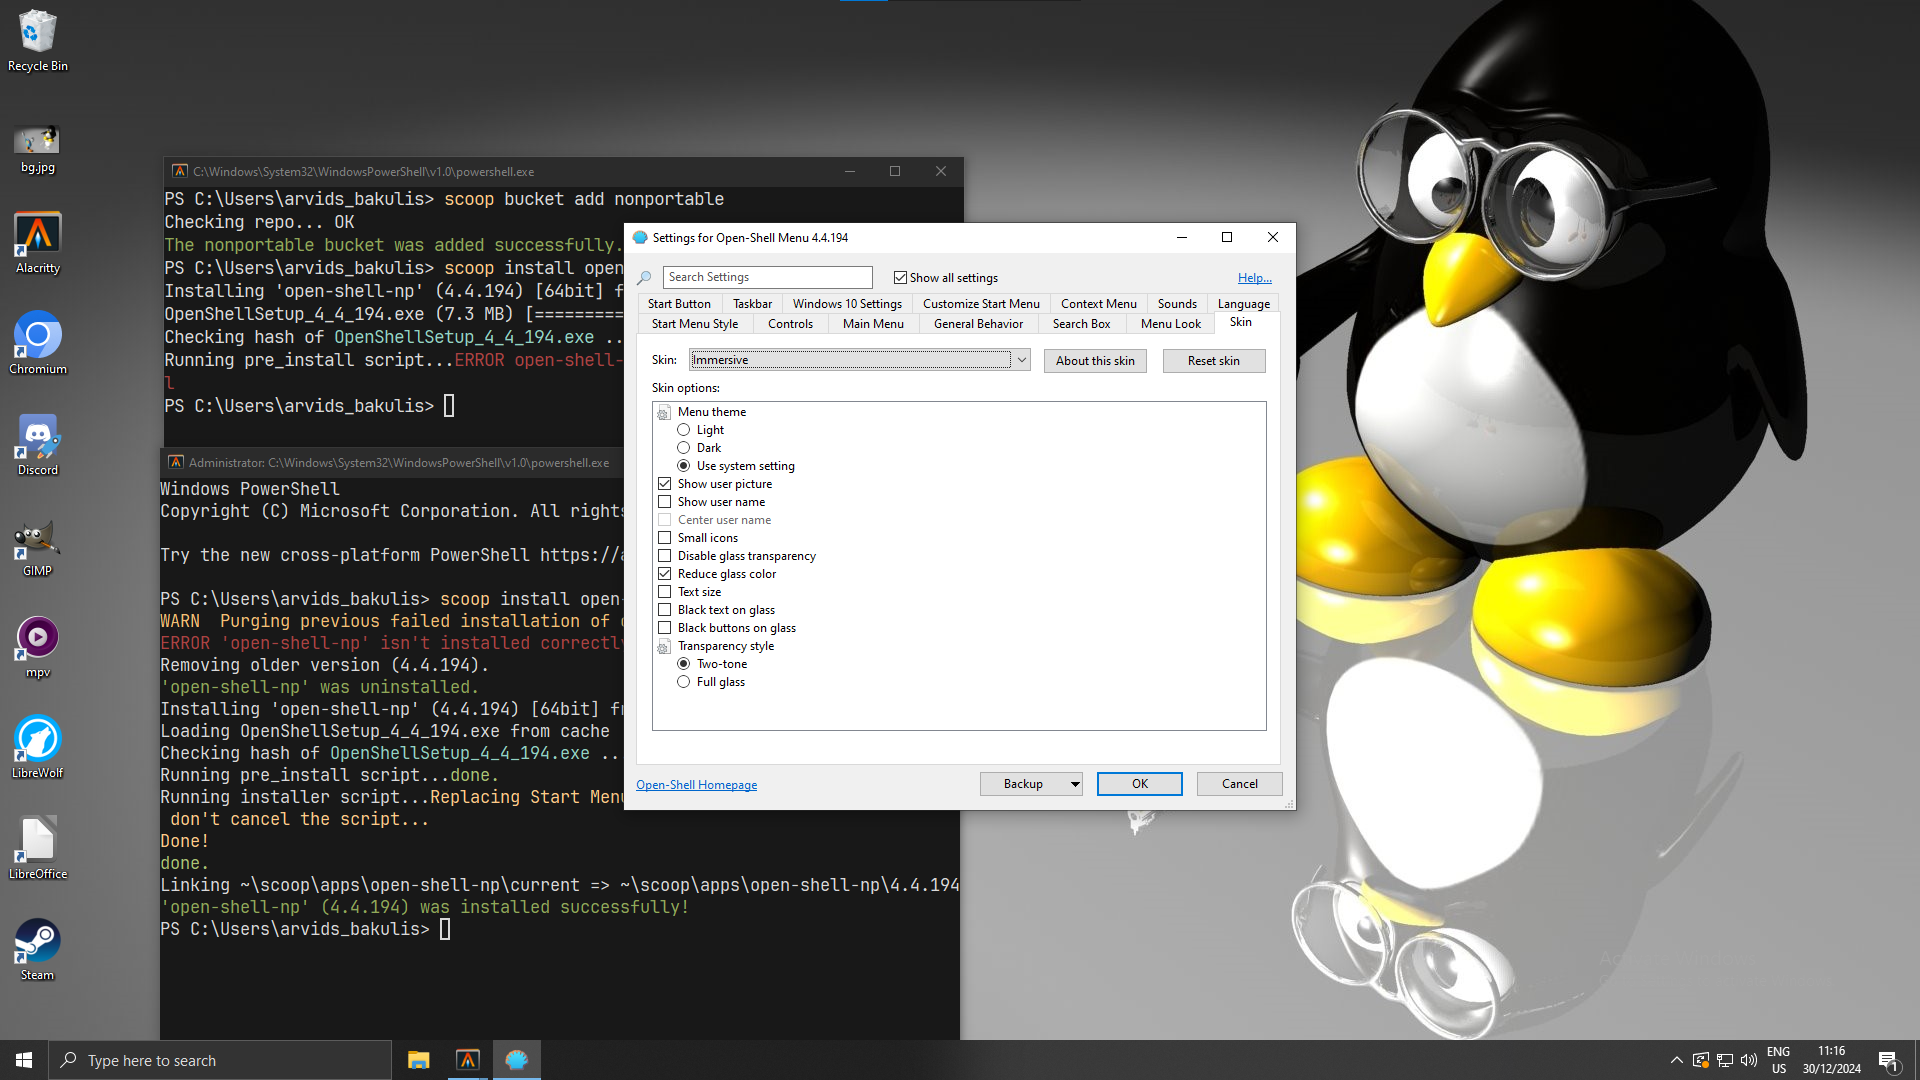 Recycle Bin
bg.jpg
Alacritty
Chromium
Discord
GIMP
mpv
LibreWolf
LibreOffice
Steam
C:\Windows\System32\WindowsPowerShell\v1.0\powershell.exe
PS C:\Users\arvids_bakulis> scoop bucket add nonportable
Checking repo... OK
The nonportable bucket was added successfully.
PS C:\Users\arvids_bakulis> scoop install open
Installing 'open-shell-np' (4.4.194) [64bit] f
OpenShellSetup_4_4_194.exe (7.3 MB) [=========
Checking hash of OpenShellSetup_4_4_194.exe ..
Running pre_install script...ERROR open-shell-
l
PS C:\Users\arvids_bakulis>
Administrator: C:\Windows\System32\WindowsPowerShell\v1.0\powershell.exe
Windows PowerShell
Copyright (C) Microsoft Corporation. All rights
Try the new cross-platform PowerShell https://a
PS C:\Users\arvids_bakulis> scoop install open-
WARN  Purging previous failed installation of o
ERROR 'open-shell-np' isn't installed correctly
Removing older version (4.4.194).
'open-shell-np' was uninstalled.
Installing 'open-shell-np' (4.4.194) [64bit] fr
Loading OpenShellSetup_4_4_194.exe from cache
Checking hash of OpenShellSetup_4_4_194.exe ..
Running pre_install script...done.
Running installer script...Replacing Start Menu
don't cancel the script...
Done!
done.
Linking ~\scoop\apps\open-shell-np\current => ~\scoop\apps\open-shell-np\4.4.194
'open-shell-np' (4.4.194) was installed successfully!
PS C:\Users\arvids_bakulis>
Settings for Open-Shell Menu 4.4.194
Search Settings
Show all settings
Help...
Start Button Taskbar Windows 10 Settings Customize Start Menu Context Menu Sounds Language
Start Menu Style Controls Main Menu General Behavior Search Box Menu Look Skin
Skin: Immersive About this skin Reset skin
Skin options:
Menu theme
Light
Dark
Use system setting
Show user picture
Show user name
Center user name
Small icons
Disable glass transparency
Reduce glass color
Text size
Black text on glass
Black buttons on glass
Transparency style
Two-tone
Full glass
Open-Shell Homepage
Backup OK Cancel
Type here to search
ENG
US
11:16
30/12/2024
1